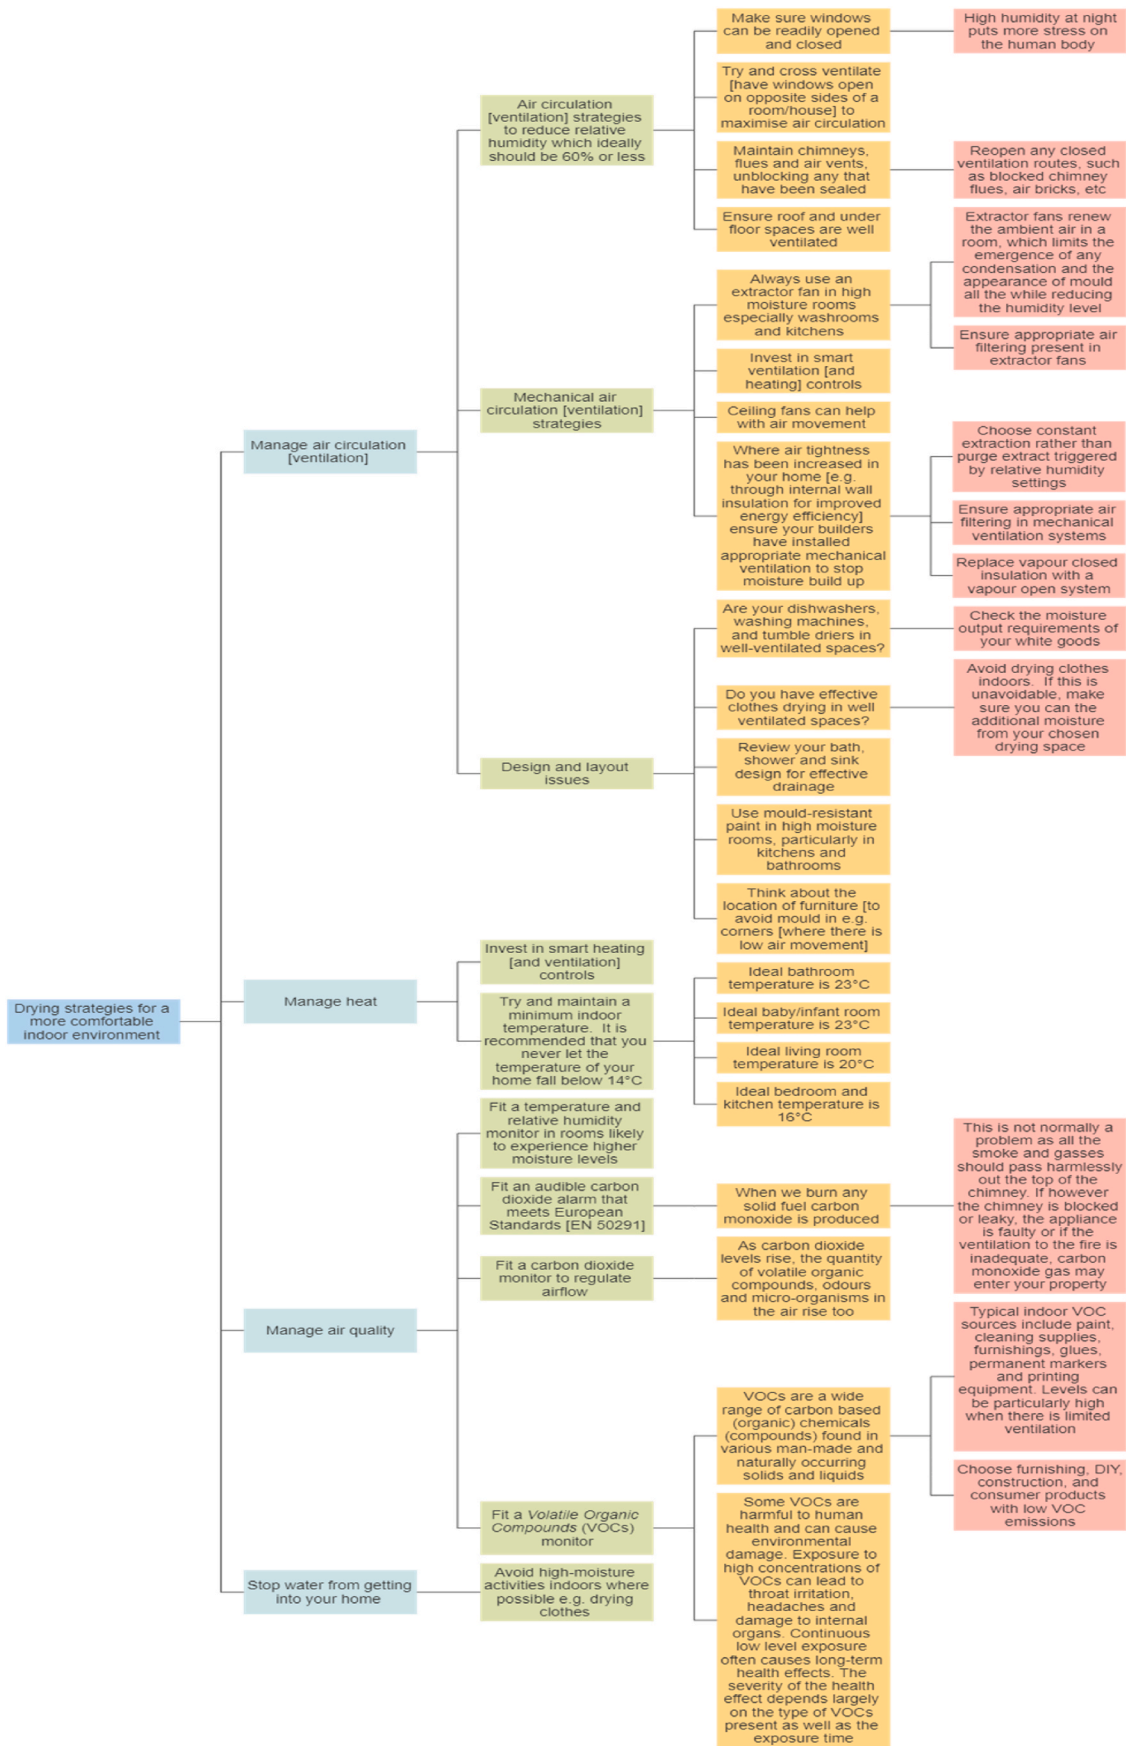 Drying strategies for a
more comfortable
indoor environment
Manage air circulation
[ventilation]
Air circulation
[ventilation] strategies
to reduce relative
humidity which ideally
should be 60% or less
Make sure windows
can be readily opened
and closed
High humidity at night
puts more stress on
the human body
Try and cross ventilate
[have windows open
on opposite sides of a
room/house] to
maximise air circulation
Maintain chimneys,
flues and air vents,
unblocking any that
have been sealed
Reopen any closed
ventilation routes, such
as blocked chimney
flues, air bricks, etc
Ensure roof and under
floor spaces are well
ventilated
Mechanical air
circulation [ventilation]
strategies
Always use an
extractor fan in high
moisture rooms
especially washrooms
and kitchens
Extractor fans renew
the ambient air in a
room, which limits the
emergence of any
condensation and the
appearance of mould
all the while reducing
the humidity level
Ensure appropriate air
filtering present in
extractor fans
Invest in smart
ventilation [and
heating] controls
Ceiling fans can help
with air movement
Where air tightness
has been increased in
your home [e.g.
through internal wall
insulation for improved
energy efficiency]
ensure your builders
have installed
appropriate mechanical
ventilation to stop
moisture build up
Choose constant
extraction rather than
purge extract triggered
by relative humidity
settings
Ensure appropriate air
filtering in mechanical
ventilation systems
Replace vapour closed
insulation with a
vapour open system
Design and layout
issues
Are your dishwashers,
washing machines,
and tumble driers in
well-ventilated spaces?
Check the moisture
output requirements of
your white goods
Do you have effective
clothes drying in well
ventilated spaces?
Avoid drying clothes
indoors. If this is
unavoidable, make
sure you can the
additional moisture
from your chosen
drying space
Review your bath,
shower and sink
design for effective
drainage
Use mould-resistant
paint in high moisture
rooms, particularly in
kitchens and
bathrooms
Think about the
location of furniture [to
avoid mould in e.g.
corners [where there is
low air movement]
Manage heat
Invest in smart heating
[and ventilation]
controls
Try and maintain a
minimum indoor
temperature. It is
recommended that you
never let the
temperature of your
home fall below 14°C
Ideal bathroom
temperature is 23°C
Ideal baby/infant room
temperature is 23°C
Ideal living room
temperature is 20°C
Ideal bedroom and
kitchen temperature is
16°C
Manage air quality
Fit a temperature and
relative humidity
monitor in rooms likely
to experience higher
moisture levels
Fit an audible carbon
dioxide alarm that
meets European
Standards [EN 50291]
When we burn any
solid fuel carbon
monoxide is produced
This is not normally a
problem as all the
smoke and gasses
should pass harmlessly
out the top of the
chimney. If however
the chimney is blocked
or leaky, the appliance
is faulty or if the
ventilation to the fire is
inadequate, carbon
monoxide gas may
enter your property
Fit a carbon dioxide
monitor to regulate
airflow
As carbon dioxide
levels rise, the quantity
of volatile organic
compounds, odours
and micro-organisms in
the air rise too
Fit a Volatile Organic
Compounds (VOCs)
monitor
VOCs are a wide
range of carbon based
(organic) chemicals
(compounds) found in
various man-made and
naturally occurring
solids and liquids
Typical indoor VOC
sources include paint,
cleaning supplies,
furnishings, glues,
permanent markers
and printing
equipment. Levels can
be particularly high
when there is limited
ventilation
Choose furnishing, DIY,
construction, and
consumer products
with low VOC
emissions
Some VOCs are
harmful to human
health and can cause
environmental
damage. Exposure to
high concentrations of
VOCs can lead to
throat irritation,
headaches and
damage to internal
organs. Continuous
low level exposure
often causes long-term
health effects. The
severity of the health
effect depends largely
on the type of VOCs
present as well as the
exposure time
Stop water from getting
into your home
Avoid high-moisture
activities indoors where
possible e.g. drying
clothes